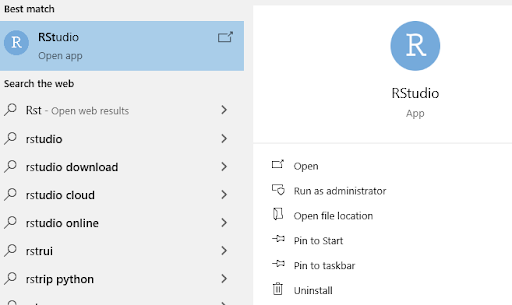 Best match
R RStudio
Open app
Search the web
Rst - Open web results
rstudio
rstudio download
rstudio cloud
rstudio online
rstrui
rstrip python
R
RStudio
App
Open
Run as administrator
Open file location
Pin to Start
Pin to taskbar
Uninstall